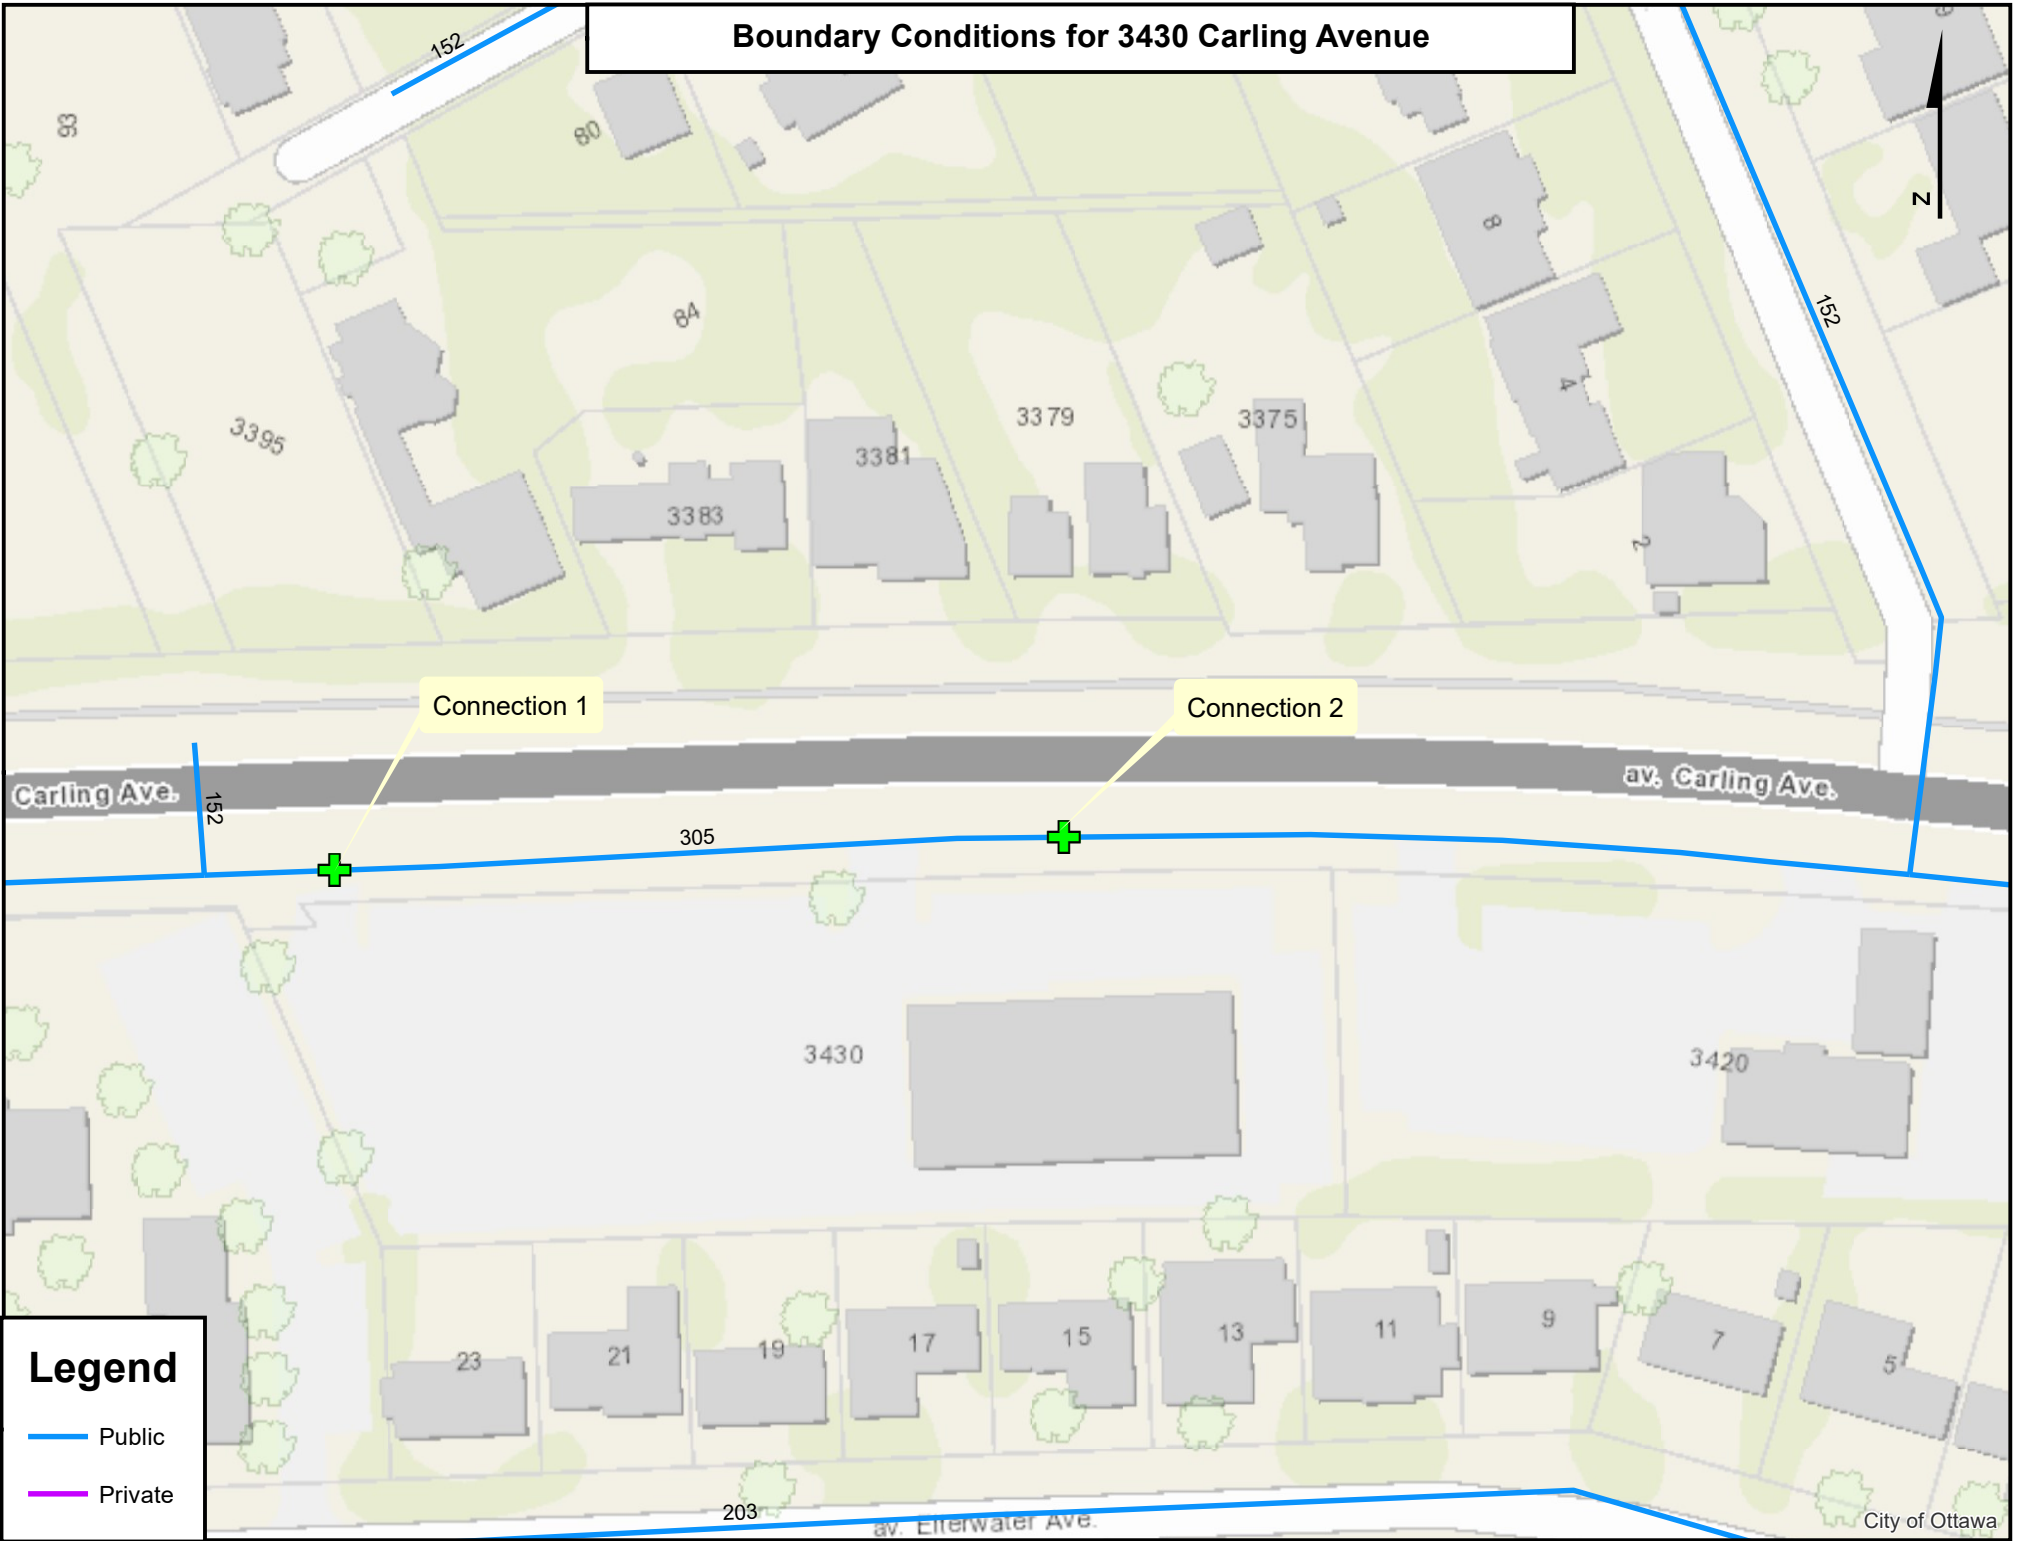 Boundary Conditions for 3430 Carling Avenue
152
93
80
8
152
84
4
3395
3379
3375
3381
3383
2
Connection 1
Connection 2
av. Carling Ave.
Carling Ave.
152
305
3430
3420
23
21
19
17
15
13
11
9
7
5
Legend
Public
Private
203
av. Elterwater Ave.
City of Ottawa
N